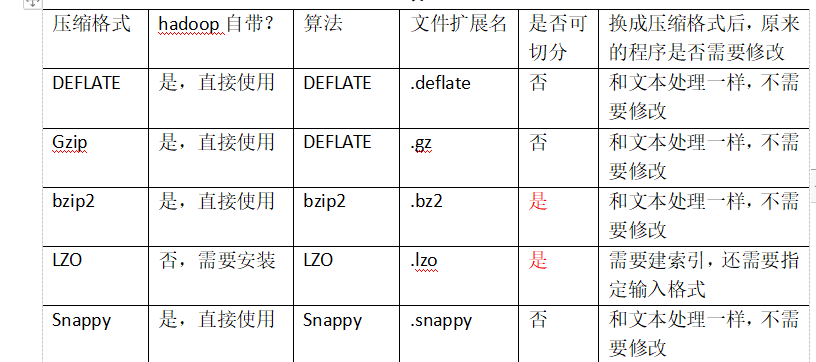 压缩格式 hadoop 自带？ 算法 文件扩展名 是否可切分 换成压缩格式后，原来的程序是否需要修改
DEFLATE 是，直接使用 DEFLATE .deflate 否 和文本处理一样，不需要修改
Gzip 是，直接使用 DEFLATE .gz 否 和文本处理一样，不需要修改
bzip2 是，直接使用 bzip2 .bz2 是 和文本处理一样，不需要修改
LZO 否，需要安装 LZO .lzo 是 需要建索引，还需要指定输入格式
Snappy 是，直接使用 Snappy .snappy 否 和文本处理一样，不需要修改